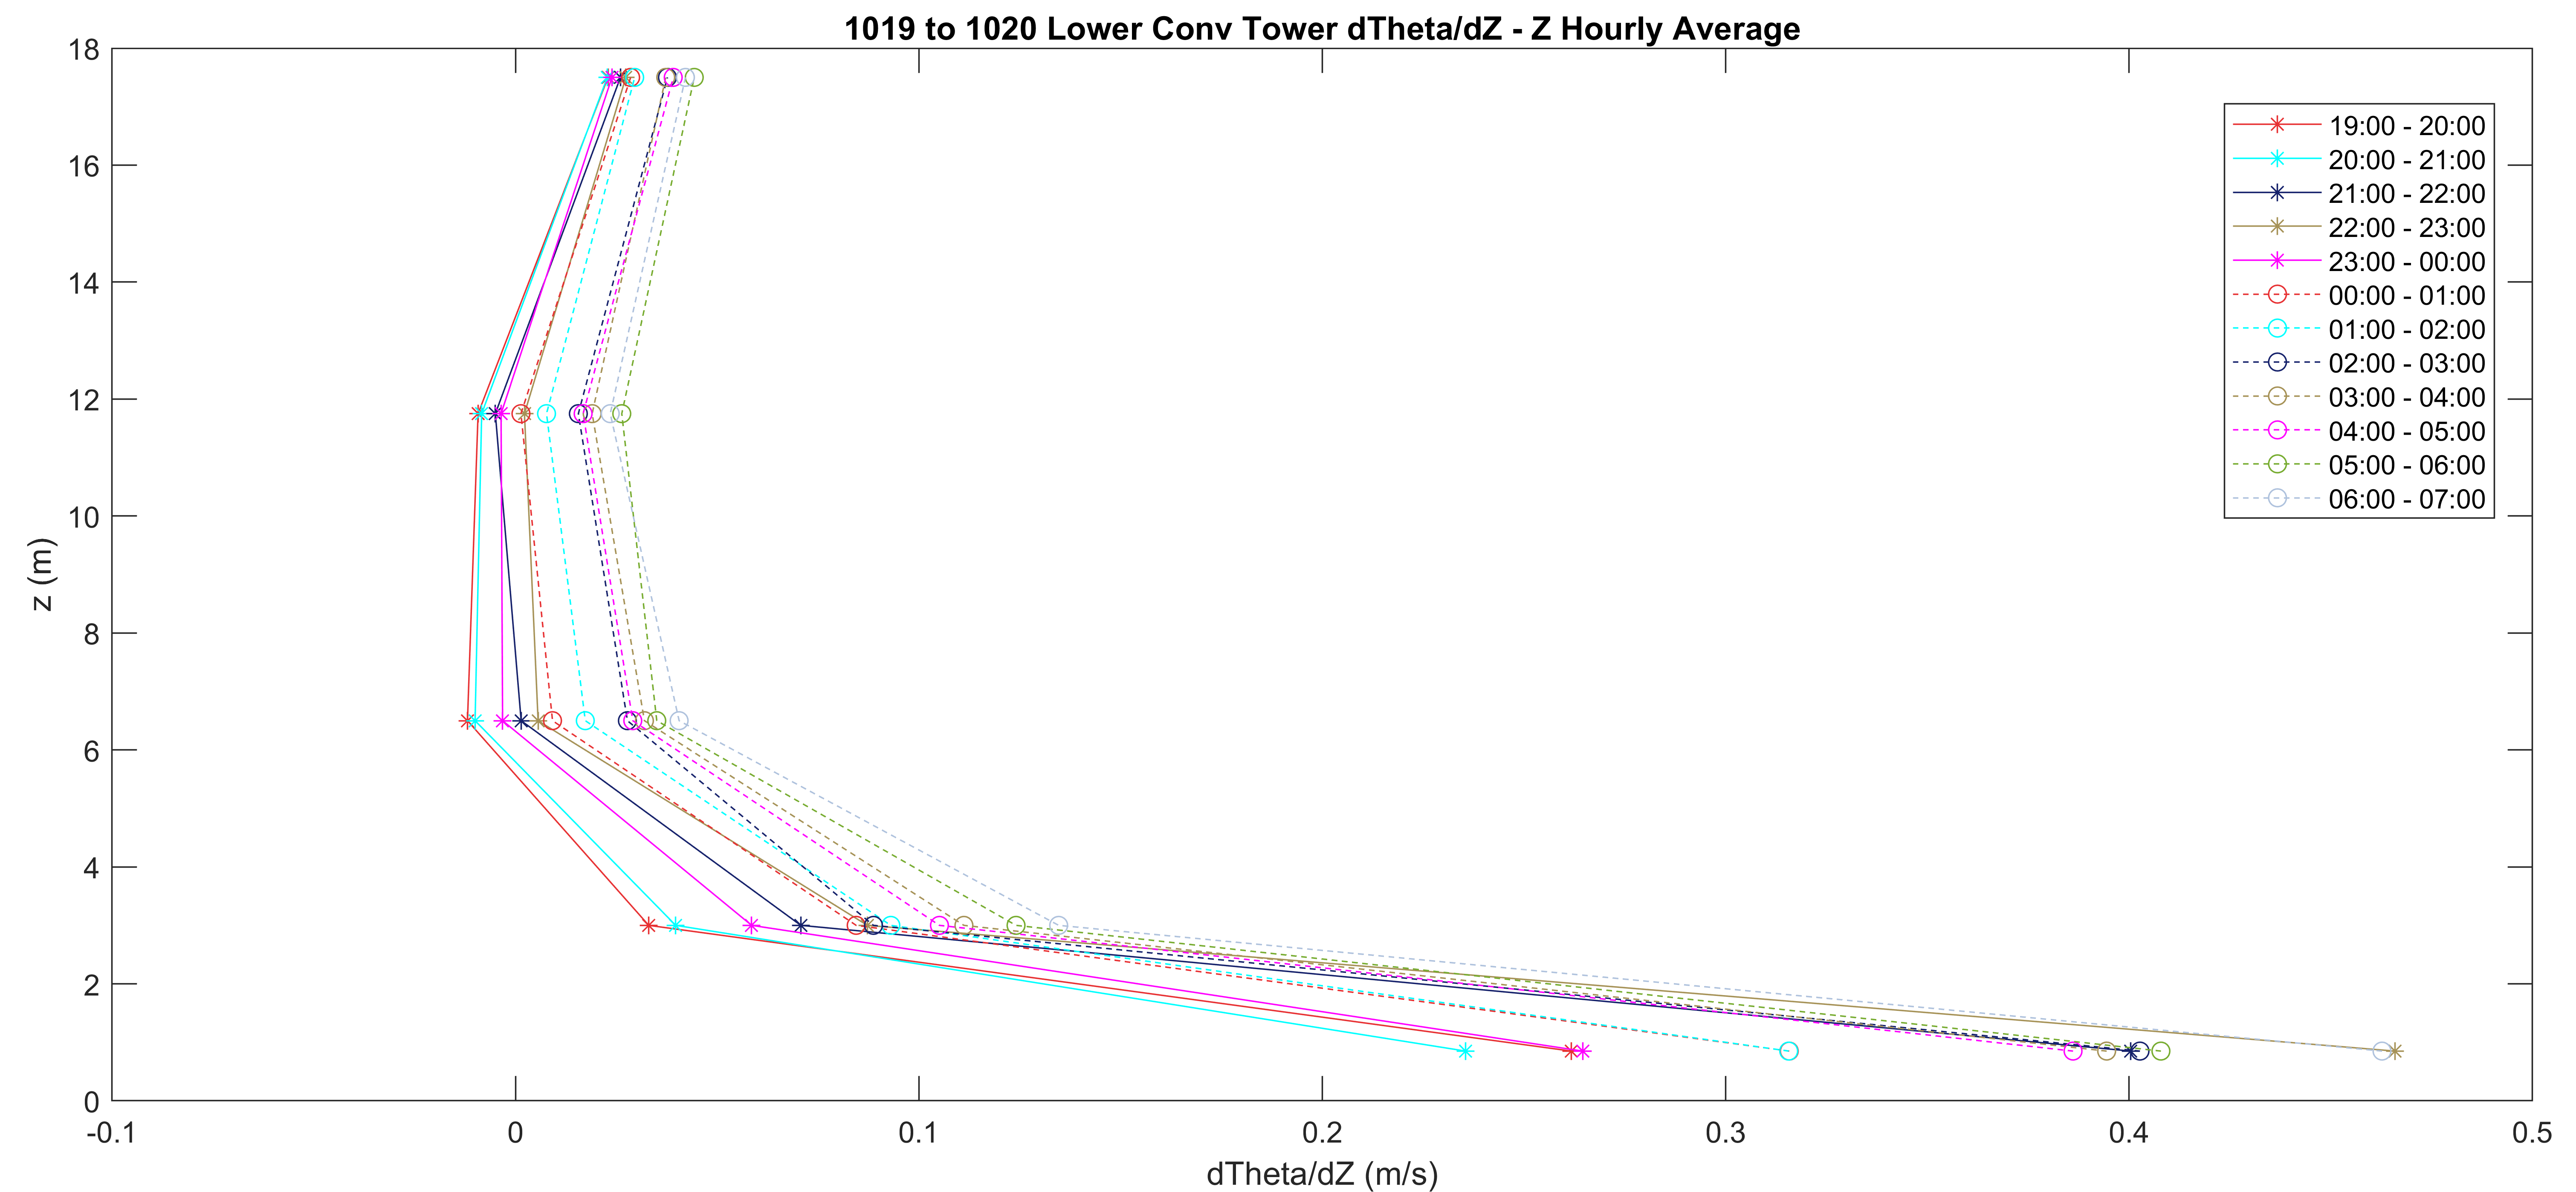 1019 to 1020 Lower Conv Tower dTheta/dZ - Z Hourly Average
18
16
14
12
10
8
6
4
2
0
z (m)
19:00 - 20:00
20:00 - 21:00
21:00 - 22:00
22:00 - 23:00
23:00 - 00:00
00:00 - 01:00
01:00 - 02:00
02:00 - 03:00
03:00 - 04:00
04:00 - 05:00
05:00 - 06:00
06:00 - 07:00
-0.1 0 0.1 0.2 0.3 0.4 0.5
dTheta/dZ (m/s)